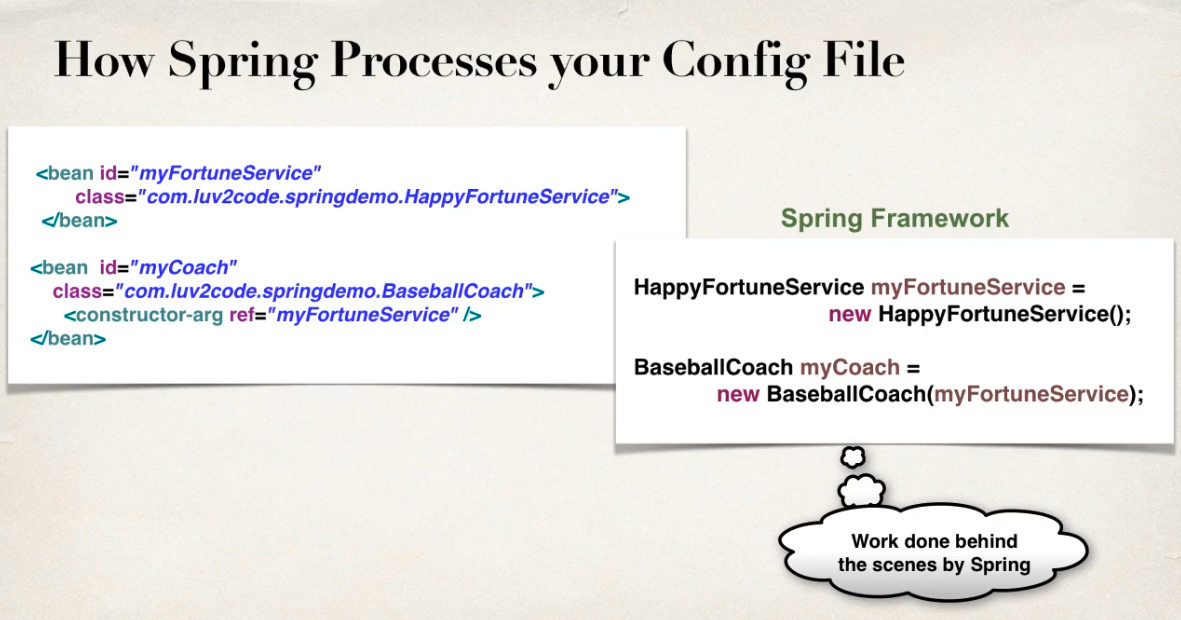 How Spring Processes your Config File
<bean id="myFortuneService"
class="com.luv2code.springdemo.HappyFortuneService">
</bean>
<bean id="myCoach"
class="com.luv2code.springdemo.BaseballCoach">
<constructor-arg ref="myFortuneService" />
</bean>
Spring Framework
HappyFortuneService myFortuneService =
new HappyFortuneService();
BaseballCoach myCoach =
new BaseballCoach(myFortuneService);
Work done behind
the scenes by Spring